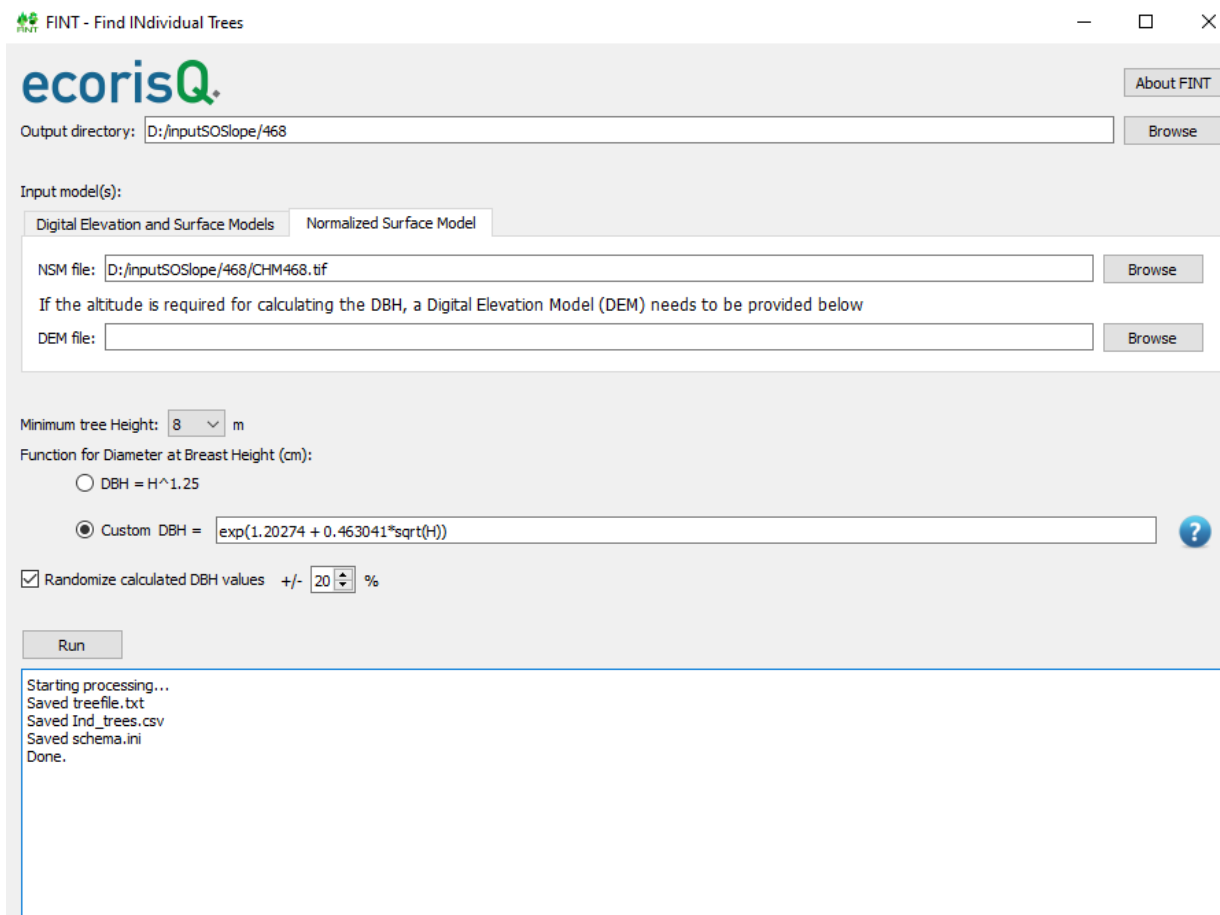 FINT - Find INdividual Trees
ecorisQ
About FINT
Output directory: D:/inputSOSlope/468 Browse
Input model(s):
Digital Elevation and Surface Models Normalized Surface Model
NSM file: D:/inputSOSlope/468/CHM468.tif Browse
If the altitude is required for calculating the DBH, a Digital Elevation Model (DEM) needs to be provided below
DEM file: Browse
Minimum tree Height: 8 m
Function for Diameter at Breast Height (cm):
DBH = H^1.25
Custom DBH = exp(1.20274 + 0.463041*sqrt(H)) ?
Randomize calculated DBH values +/- 20 %
Run
Starting processing...
Saved treefile.txt
Saved Ind_trees.csv
Saved schema.ini
Done.